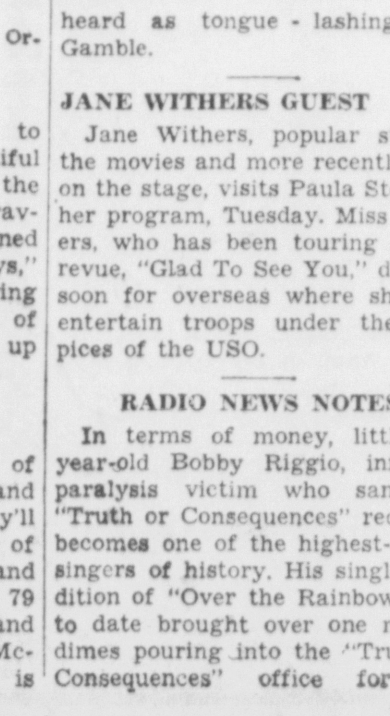 Or-
to
iful
the
av-
ned
ys,"
ing
of
up
of
and
y'll
of
and
79
and
Mc-
is
heard as tongue - lashing
Gamble.
JANE WITHERS GUEST
Jane Withers, popular s
the movies and more recentl
on the stage, visits Paula St
her program, Tuesday. Miss
ers, who has been touring
revue, "Glad To See You," d
soon for overseas where sh
entertain troops under the
pices of the USO.
RADIO NEWS NOTES
In terms of money, litt
year-old Bobby Riggio, in
paralysis victim who san
"Truth or Consequences" re
becomes one of the highest-
singers of history. His singl
dition of "Over the Rainbow
to date brought over one m
dimes pouring into the "Tru
Consequences" office for